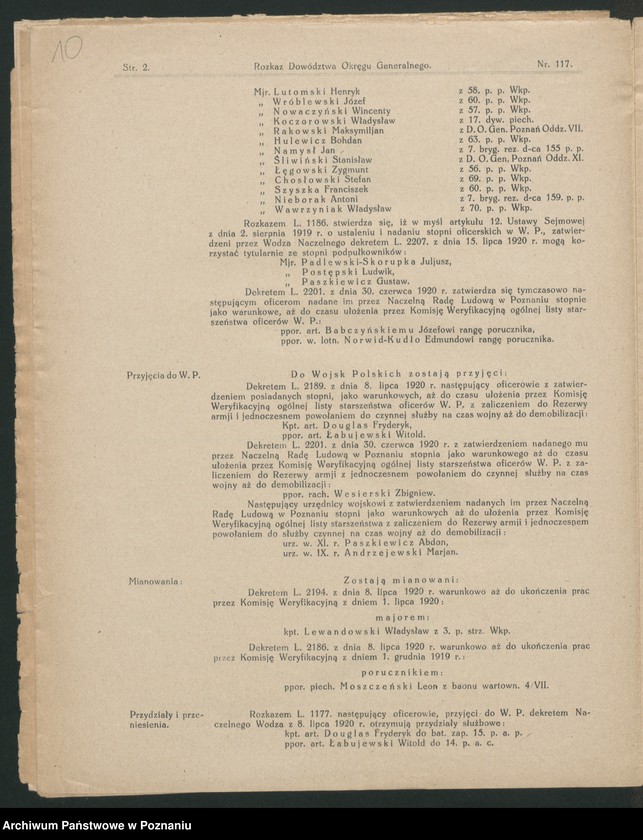 10
Str. 2. Rozkaz Dowództwa Okręgu Generalnego. Nr. 117.
Mjr. Lutomski Henryk z 58. p. p. Wkp.
„ Wróblewski Józef z 60. p. p. Wkp.
„ Nowaczyński Wincenty z 57. p. p. Wkp.
„ Koczorowski Władysław z 17. dyw. piech.
„ Rakowski Maksymiljan z D. O. Gen. Poznań Oddz. VII.
„ Hulewicz Bohdan z 63. p. p. Wkp.
„ Namysł Jan z 7. bryg. rez. d-ca 155 p. p.
„ Śliwiński Stanisław z D. O. Gen. Poznań Oddz. XI.
„ Łęgowski Zygmunt z 56. p. p. Wkp.
„ Chosłowski Stefan z 69. p. p. Wkp.
„ Szyszka Franciszek z 60. p. p. Wkp.
„ Nieborak Antoni z 7. bryg. rez. d-ca 159. p. p.
„ Wawrzyniak Władysław z 70. p. p. Wkp.
Rozkazem L. 1186. stwierdza się, iż w myśl artykułu 12. Ustawy Sejmowej
z dnia 2. sierpnia 1919 r. o ustaleniu i nadaniu stopni oficerskich w W. P., zatwier-
dzeni przez Wodza Naczelnego dekretem L. 2207. z dnia 15. lipca 1920 r. mogą ko-
rzystać tytularnie ze stopni podpułkowników:
Mjr. Padlewski-Skorupka Juljusz,
„ Postępski Ludwik,
„ Paszkiewicz Gustaw.
Dekretem L. 2201. z dnia 30. czerwca 1920 r. zatwierdza się tymczasowo na-
stępującym oficerom nadane im przez Naczelną Radę Ludową w Poznaniu stopnie
jako warunkowe, aż do czasu ułożenia przez Komisję Weryfikacyjną ogólnej listy star-
szeństwa oficerów W. P.:
ppor. art. Babczyńskiemu Józefowi rangę porucznika,
ppor. w. lotn. Norwid-Kudło Edmundowi rangę porucznika.
Przyjęcia do W. P. Do Wojsk Polskich zostają przyjęci:
Dekretem L. 2189. z dnia 8. lipca 1920 r. następujący oficerowie z zatwier-
dzeniem posiadanych stopni, jako warunkowych, aż do czasu ułożenia przez Komisję
Weryfikacyjną ogólnej listy starszeństwa oficerów W. P. z zaliczeniem do Rezerwy
armji i jednoczesnem powołaniem do czynnej służby na czas wojny aż do demobilizacji:
Kpt. art. Douglas Fryderyk,
ppor. art. Łabujewski Witold.
Dekretem L. 2201. z dnia 30. czerwca 1920 r. z zatwierdzeniem nadanego mu
przez Naczelną Radę Ludową w Poznaniu stopnia jako warunkowego aż do czasu
ułożenia przez Komisję Weryfikacyjną ogólnej listy starszeństwa oficerów W. P. z za-
liczeniem do Rezerwy armji z jednoczesnem powołaniem do czynnej służby na czas
wojny aż do demobilizacji:
ppor. rach. Wesierski Zbigniew.
Następujący urzędnicy wojskowi z zatwierdzeniem nadanych im przez Naczelną
Radę Ludową w Poznaniu stopni jako warunkowych aż do ułożenia przez Komisję
Weryfikacyjną ogólnej listy starszeństwa z zaliczeniem do Rezerwy armji i jednoczesnem
powołaniem do służby czynnej na czas wojny aż do demobilizacji:
urz. w. XI. r. Paszkiewicz Abdon,
urz. w. IX. r. Andrzejewski Marjan.
Mianowania: Zostają mianowani:
Dekretem L. 2194. z dnia 8. lipca 1920 r. warunkowo aż do ukończenia prac
przez Komisję Weryfikacyjną z dniem 1. lipca 1920:
majorem:
kpt. Lewandowski Władysław z 3. p. strz. Wkp.
Dekretem L. 2186. z dnia 8. lipca 1920 r. warunkowo aż do ukończenia prac
przez Komisję Weryfikacyjną z dniem 1. grudnia 1919 r.:
porucznikiem:
ppor. piech. Moszczeński Leon z baonu wartown. 4/VII.
Przydziały i prze- Rozkazem L. 1177. następujący oficerowie, przyjęci do W. P. dekretem Na-
niesienia. czelnego Wodza z 8. lipca 1920 r. otrzymują przydziały służbowe:
kpt. art. Douglas Fryderyk do bat. zap. 15. p. a. p.
ppor. art. Łabujewski Witold do 14. p. a. c.
Archiwum Państwowe w Poznaniu